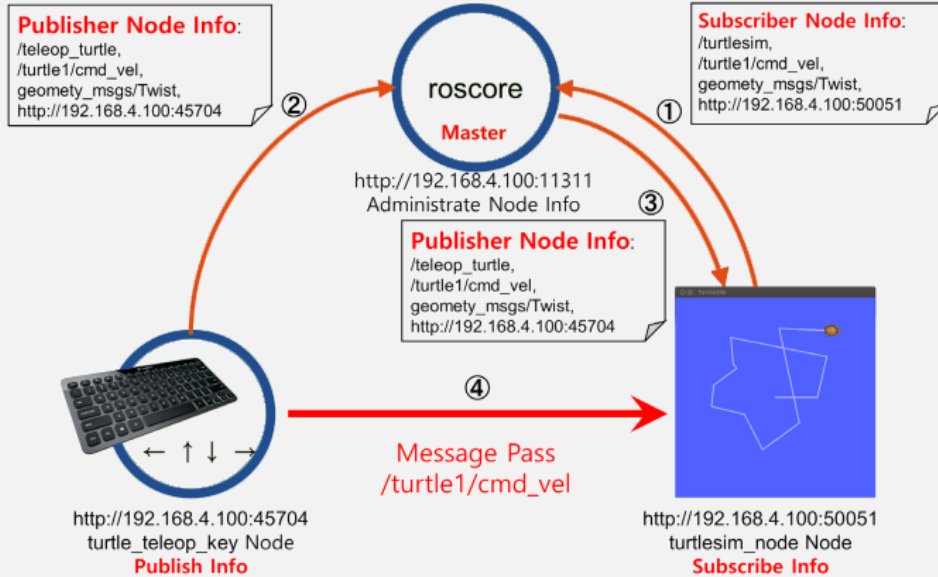 Publisher Node Info:
/teleop_turtle,
/turtle1/cmd_vel,
geomety_msgs/Twist,
http://192.168.4.100:45704
②
roscore
Master
http://192.168.4.100:11311
Administrate Node Info
Subscriber Node Info:
/turtlesim,
/turtle1/cmd_vel,
geomety_msgs/Twist,
http://192.168.4.100:50051
①
③
Publisher Node Info:
/teleop_turtle,
/turtle1/cmd_vel,
geomety_msgs/Twist,
http://192.168.4.100:45704
TurtleSim
④
← ↑ ↓ →
Message Pass
/turtle1/cmd_vel
http://192.168.4.100:45704
turtle_teleop_key Node
Publish Info
http://192.168.4.100:50051
turtlesim_node Node
Subscribe Info